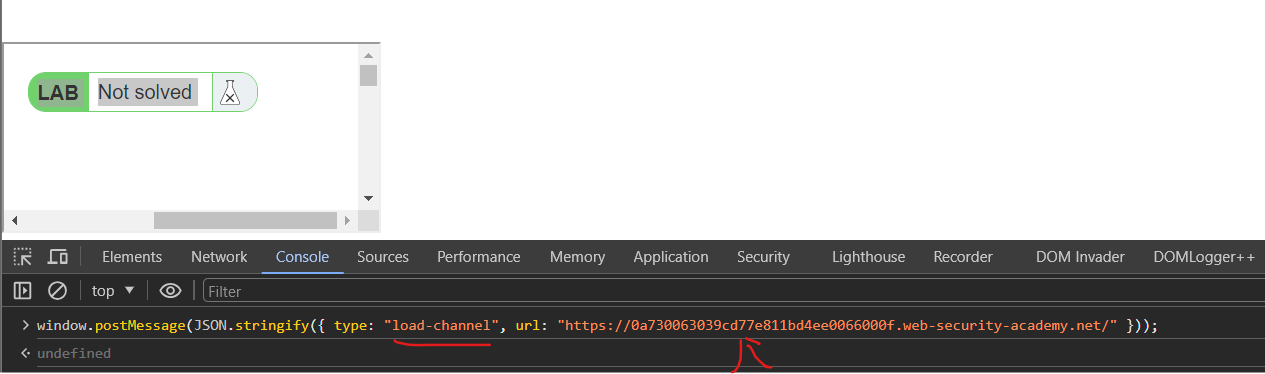 LAB Not solved
Elements Network Console Sources Performance Memory Application Security Lighthouse Recorder DOM Invader DOMLogger++
top ▼ Filter
> window.postMessage(JSON.stringify({ type: "load-channel", url: "https://0a730063039cd77e811bd4ee0066000f.web-security-academy.net/" }));
undefined